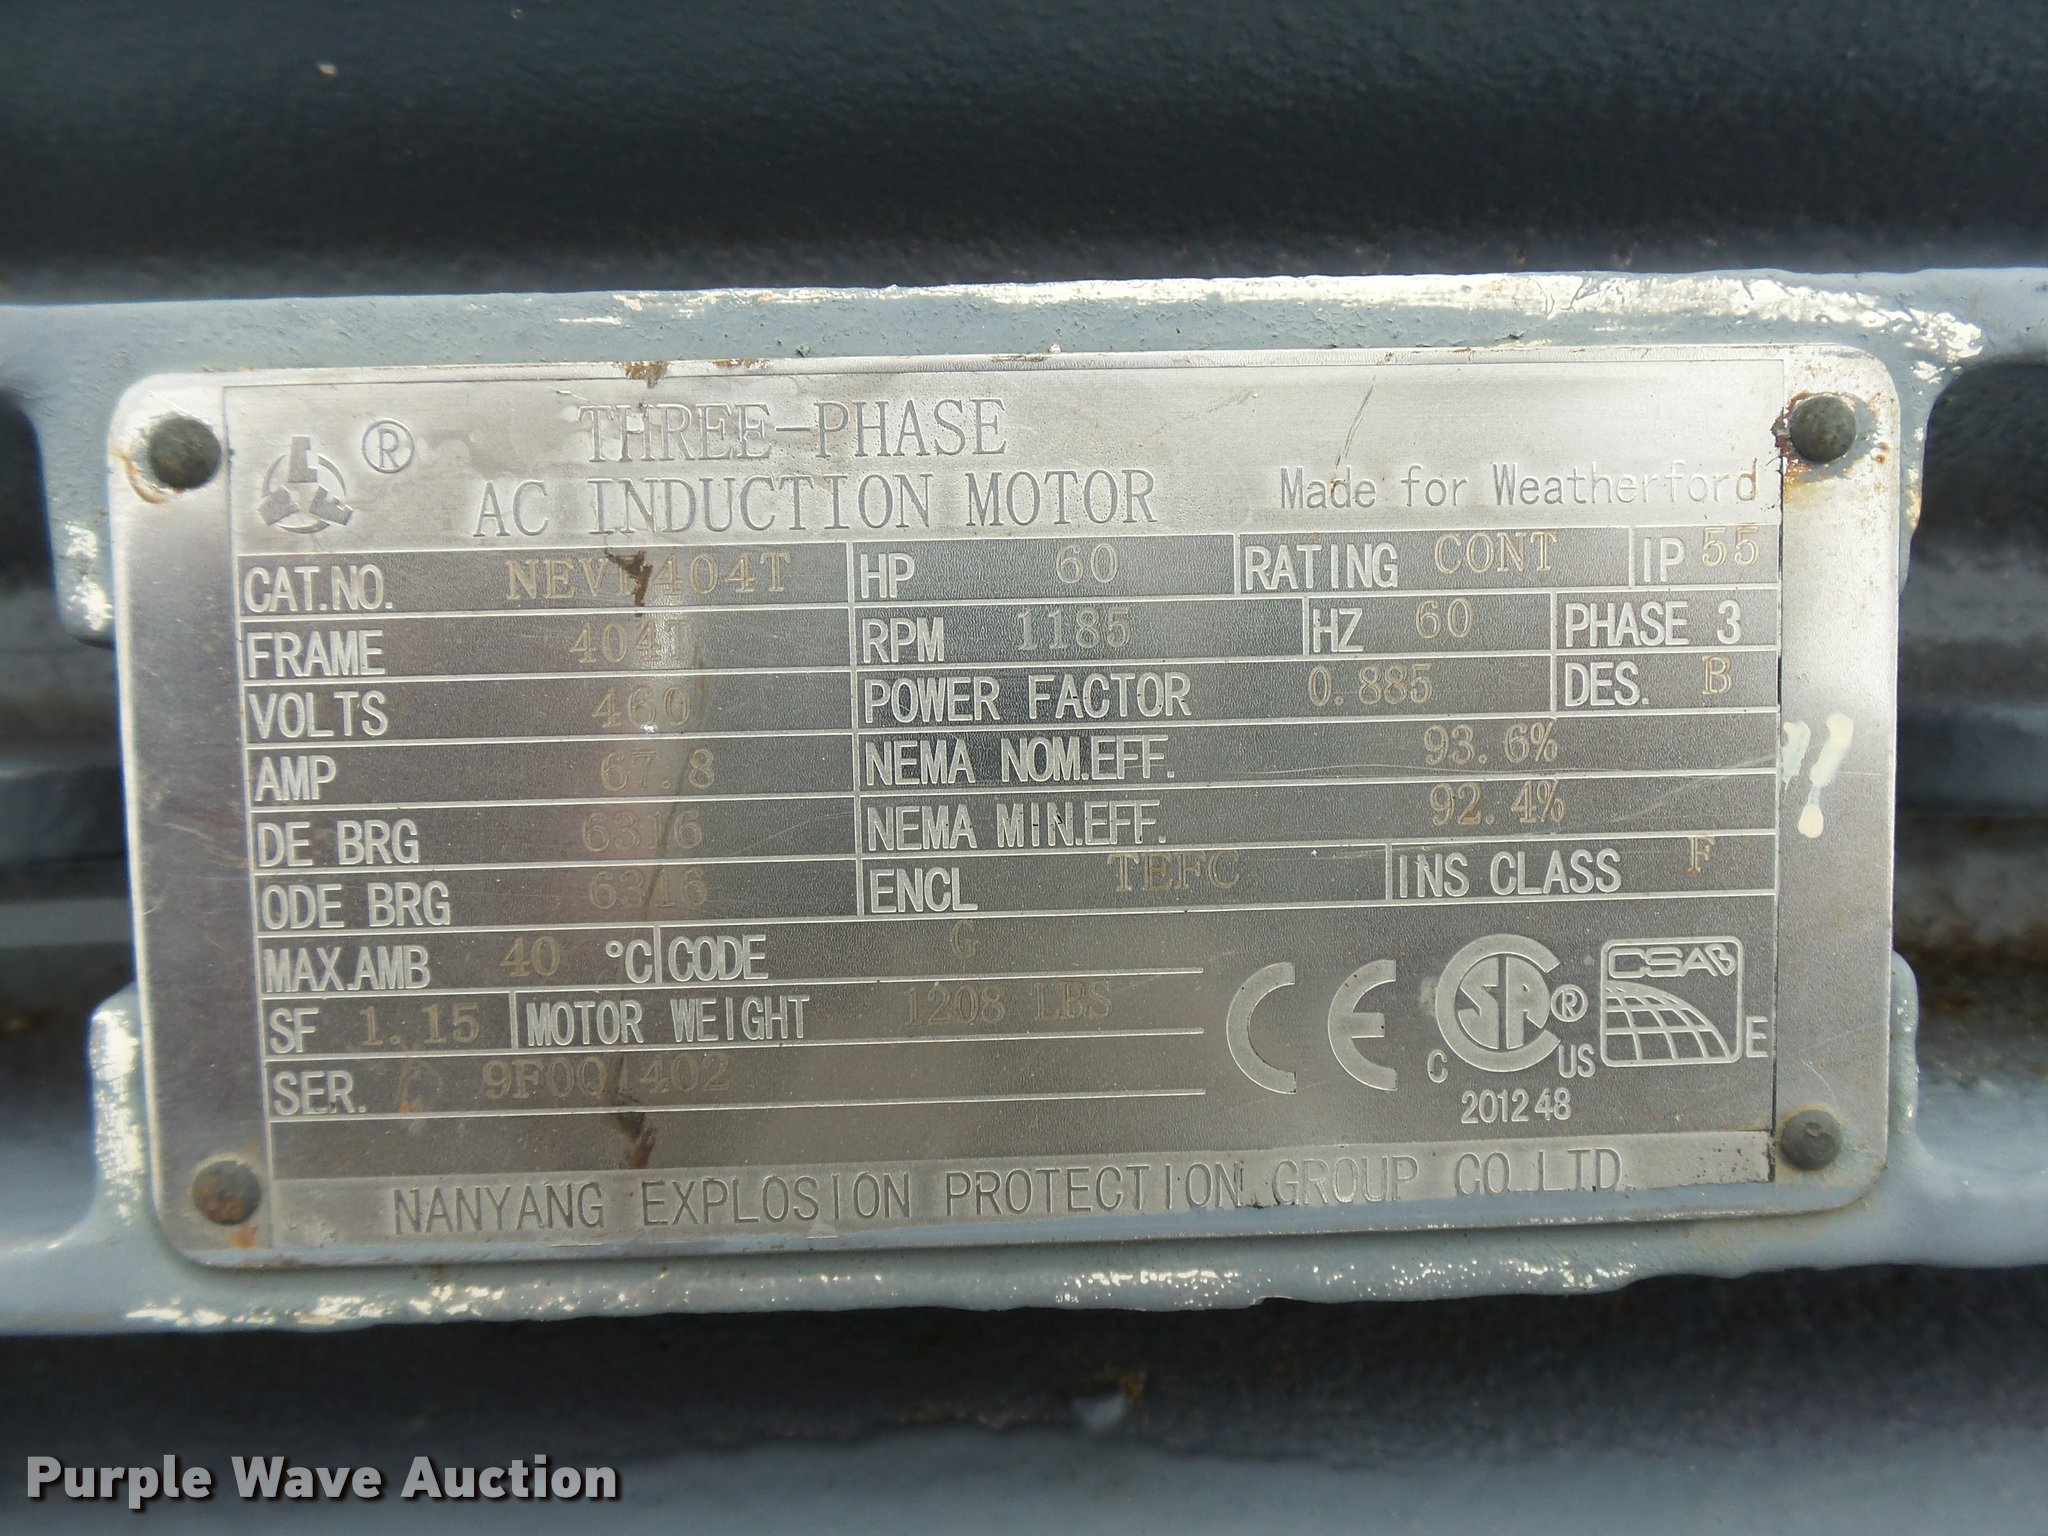 ®
THREE-PHASE
AC INDUCTION MOTOR
Made for Weatherford
CAT.NO. HP 60 RATING CONT IP 55
FRAME 404T RPM 1185 HZ 60 PHASE 3
VOLTS 460 POWER FACTOR 0.885 DES. B
AMP 67.8 NEMA NOM.EFF. 93.6%
DE BRG 6316 NEMA MIN.EFF. 92.4%
ODE BRG 6316 ENCL TEFC INS CLASS F
MAX.AMB 40 °C CODE G
SF 1.15 MOTOR WEIGHT 1208 LBS
SER. 9F0Q1402
CE
C SA ® US
CSA
E
201248
NANYANG EXPLOSION PROTECTION GROUP CO.LTD.
Purple Wave Auction